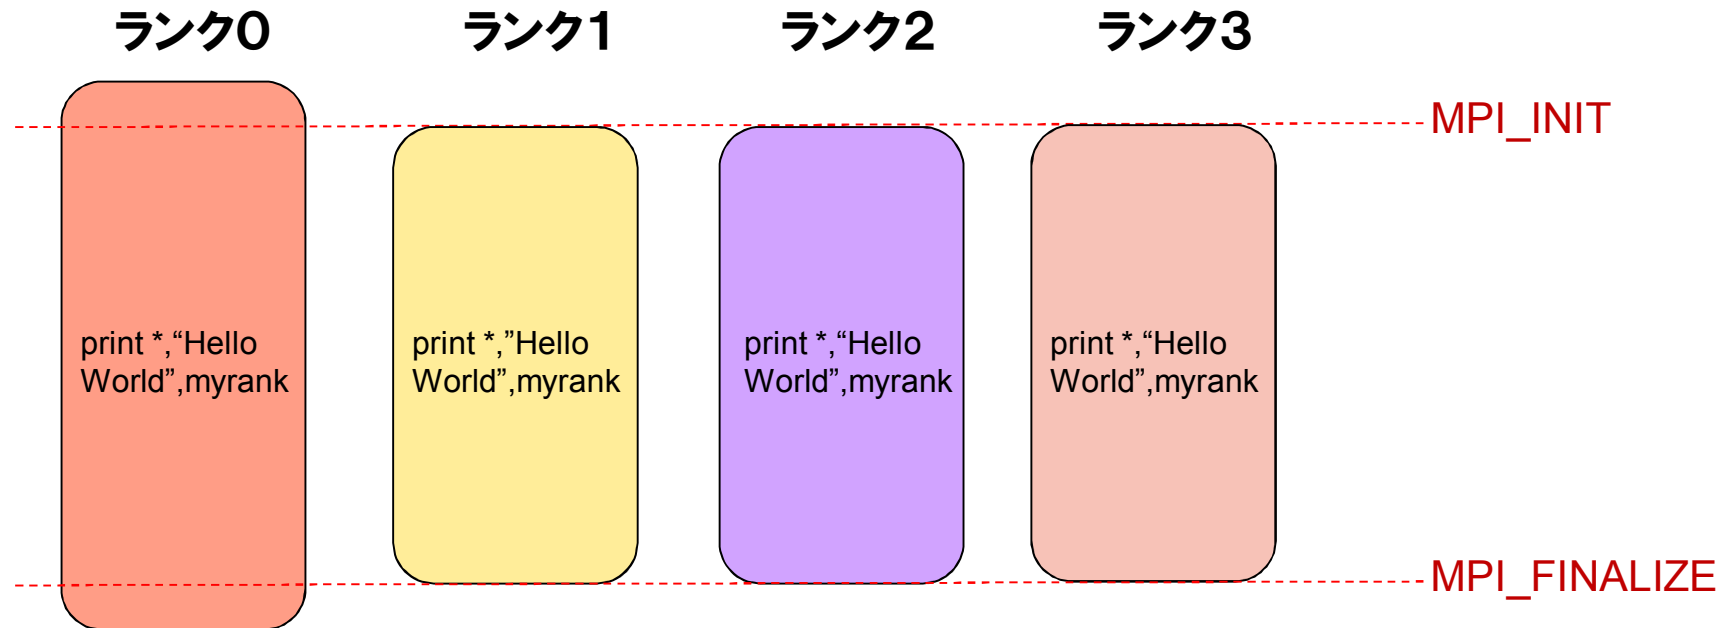 ランク0
ランク1
ランク2
ランク3
MPI_INIT
print *,“Hello
World”,myrank
print *,”Hello
World”,myrank
print *,“Hello
World”,myrank
print *,“Hello
World”,myrank
MPI_FINALIZE